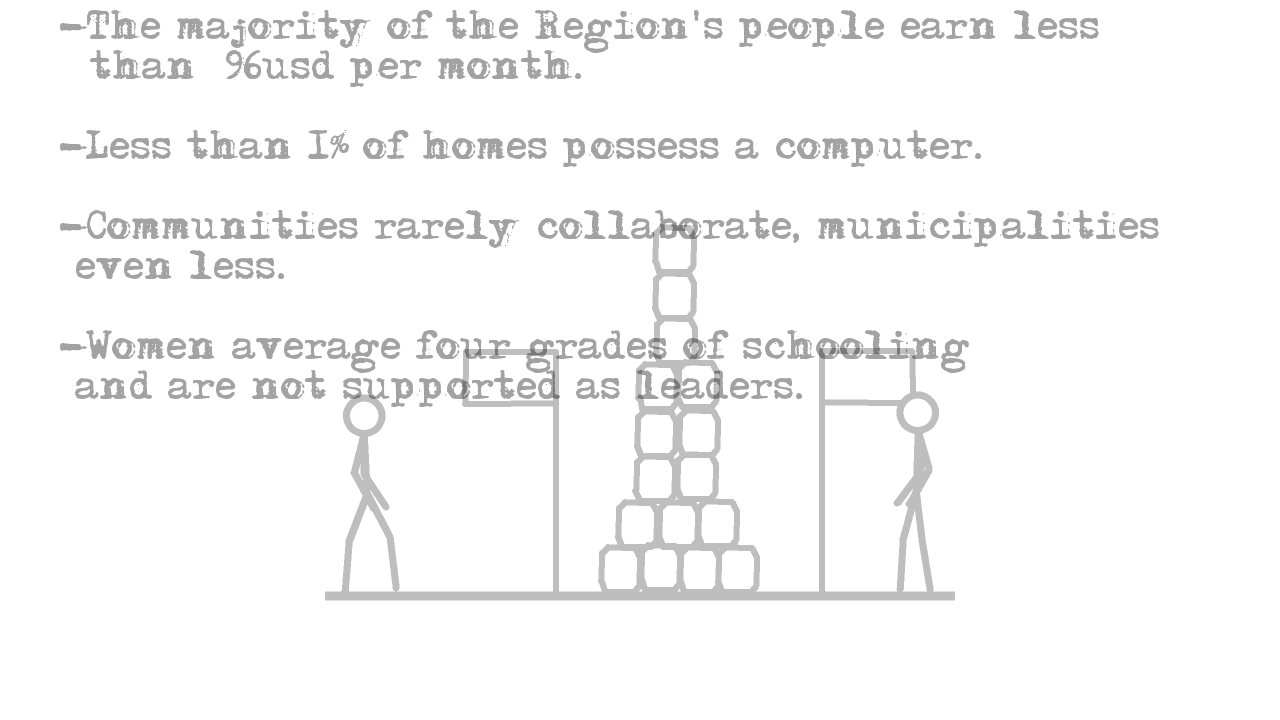 -The majority of the Region's people earn less
than 96usd per month.
-Less than 1% of homes possess a computer.
-Communities rarely collaborate, municipalities
even less.
-Women average four grades of schooling
and are not supported as leaders.